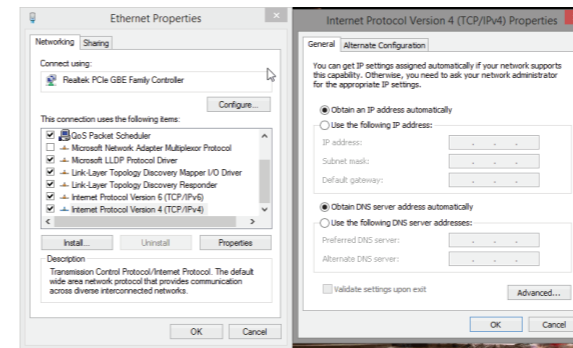 Ethernet Properties
Networking Sharing
Connect using:
Realtek PCIe GBE Family Controller
Configure...
This connection uses the following items:
QoS Packet Scheduler
Microsoft Network Adapter Multiplexor Protocol
Microsoft LLDP Protocol Driver
Link-Layer Topology Discovery Mapper I/O Driver
Link-Layer Topology Discovery Responder
Internet Protocol Version 6 (TCP/IPv6)
Internet Protocol Version 4 (TCP/IPv4)
Install... Uninstall Properties
Description
Transmission Control Protocol/Internet Protocol. The default
wide area network protocol that provides communication
across diverse interconnected networks.
OK Cancel
Internet Protocol Version 4 (TCP/IPv4) Properties
General Alternate Configuration
You can get IP settings assigned automatically if your network supports
this capability. Otherwise, you need to ask your network administrator
for the appropriate IP settings.
Obtain an IP address automatically
Use the following IP address:
IP address:
Subnet mask:
Default gateway:
Obtain DNS server address automatically
Use the following DNS server addresses:
Preferred DNS server:
Alternate DNS server:
Validate settings upon exit
Advanced...
OK Cancel